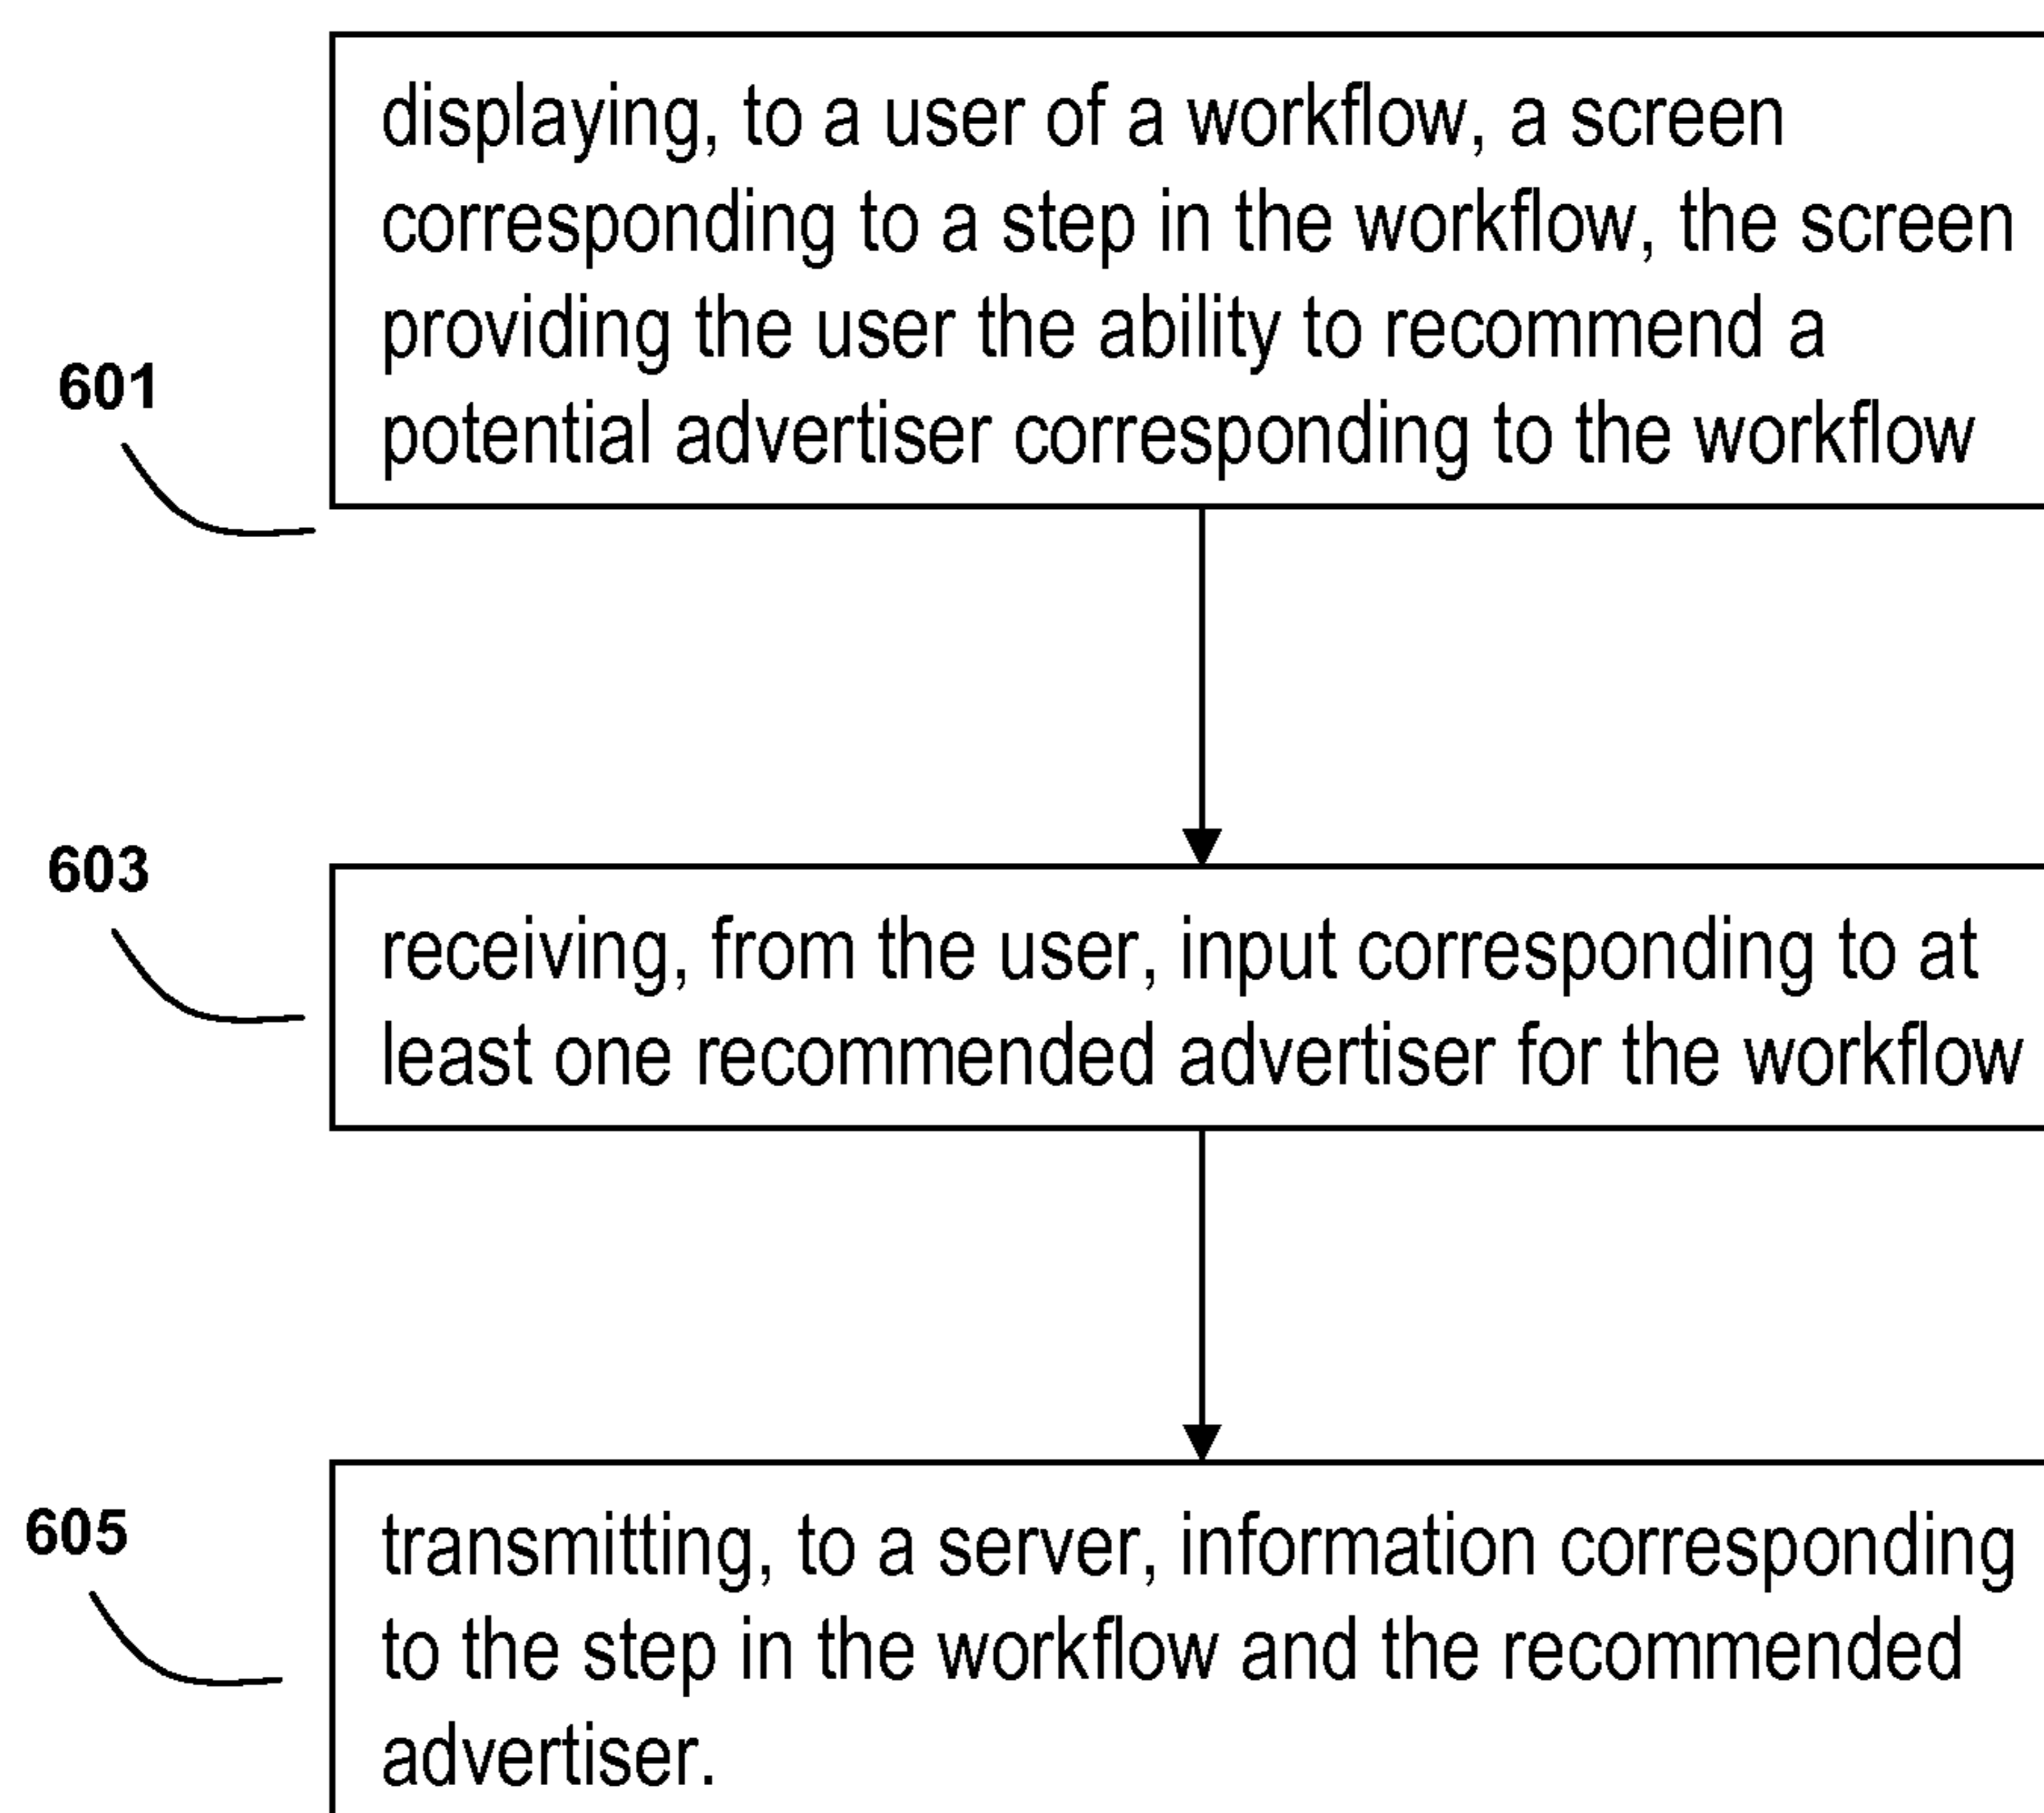 displaying, to a user of a workflow, a screen
corresponding to a step in the workflow, the screen
providing the user the ability to recommend a
potential advertiser corresponding to the workflow
601
603
receiving, from the user, input corresponding to at
least one recommended advertiser for the workflow
605
transmitting, to a server, information corresponding
to the step in the workflow and the recommended
advertiser.